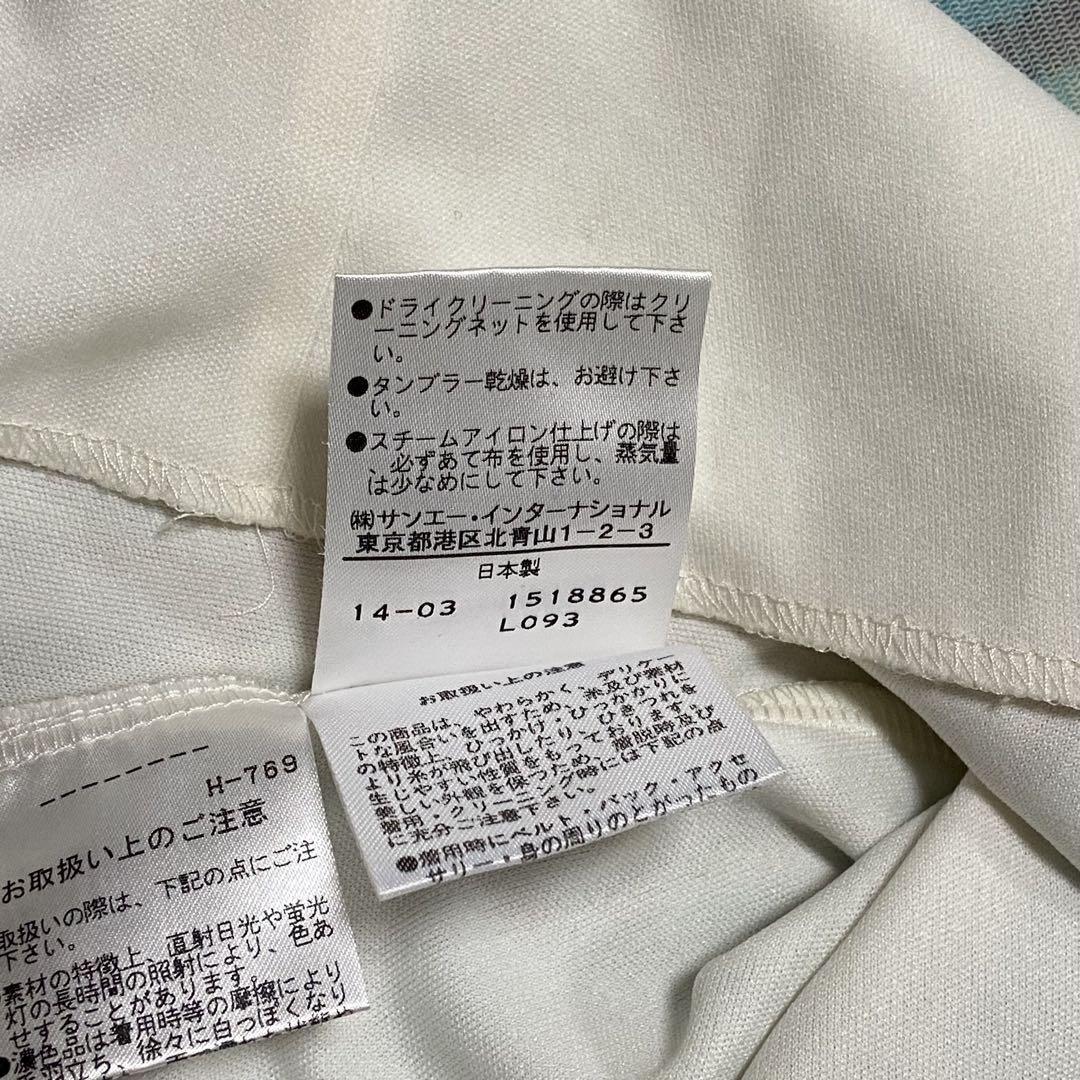 ●ドライクリーニングの際はクリ
ーニングネットを使用して下さ
い。
●タンブラー乾燥は、お避け下さ
い。
●スチームアイロン仕上げの際は
、必ずあて布を使用し、蒸気量
は少なめにして下さい。
㈱サンエー・インターナショナル
東京都港区北青山1-2-3
日本製
14-03 1518865
L093
お取扱い上の注意
この商品は、やわらかく、デリケー
トな風合いを出すため、糸及び素材
の特徴上、ひっかけ・ひっかかりに
より糸が飛び出したり、ひきつれを
生じやすい性質をもっております。
美しい外観を保つため、着脱時及び
着用・クリーニング時には下記の点
に充分ご注意下さい。
●着用時にベルト・バック・アクセ
サリー・身の周りのとがったもの
-------
H-769
お取扱い上のご注意
取扱いの際は、下記の点にご注
下さい。
素材の特徴上、直射日光や蛍光
灯の長時間の照射により、色あ
せすることがあります。
●濃色品は着用時等の摩擦により
毛羽立ち、徐々に白っぽくなり